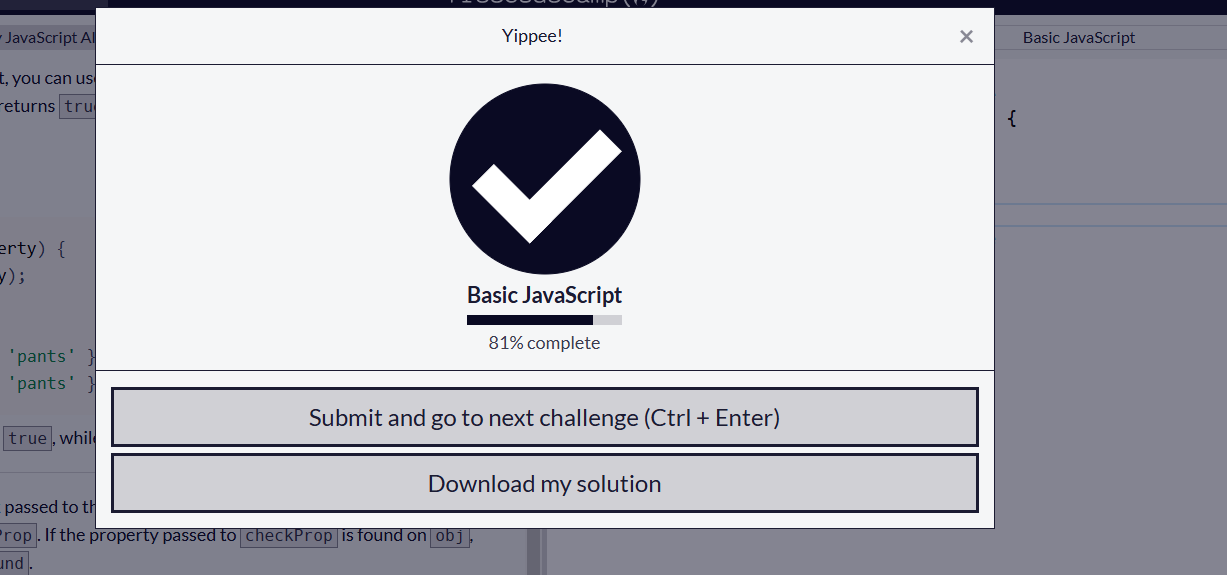 Yippee!
×
JavaScript Al
Basic JavaScript
t, you can us
returns true
{
erty) {
y);
Basic JavaScript
81% complete
'pants' }
'pants' }
Submit and go to next challenge (Ctrl + Enter)
true, while
Download my solution
passed to th
Prop. If the property passed to checkProp is found on obj,
und.